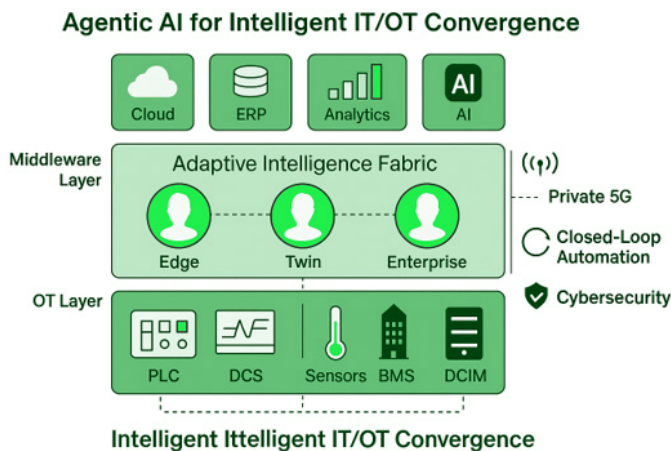 Agentic AI for Intelligent IT/OT Convergence
Cloud
ERP
Analytics
AI
AI
Middleware
Layer
Adaptive Intelligence Fabric
Edge
Twin
Enterprise
Private 5G
Closed-Loop
Automation
Cybersecurity
OT Layer
PLC
DCS
Sensors
BMS
DCIM
Intelligent Ittelligent IT/OT Convergence